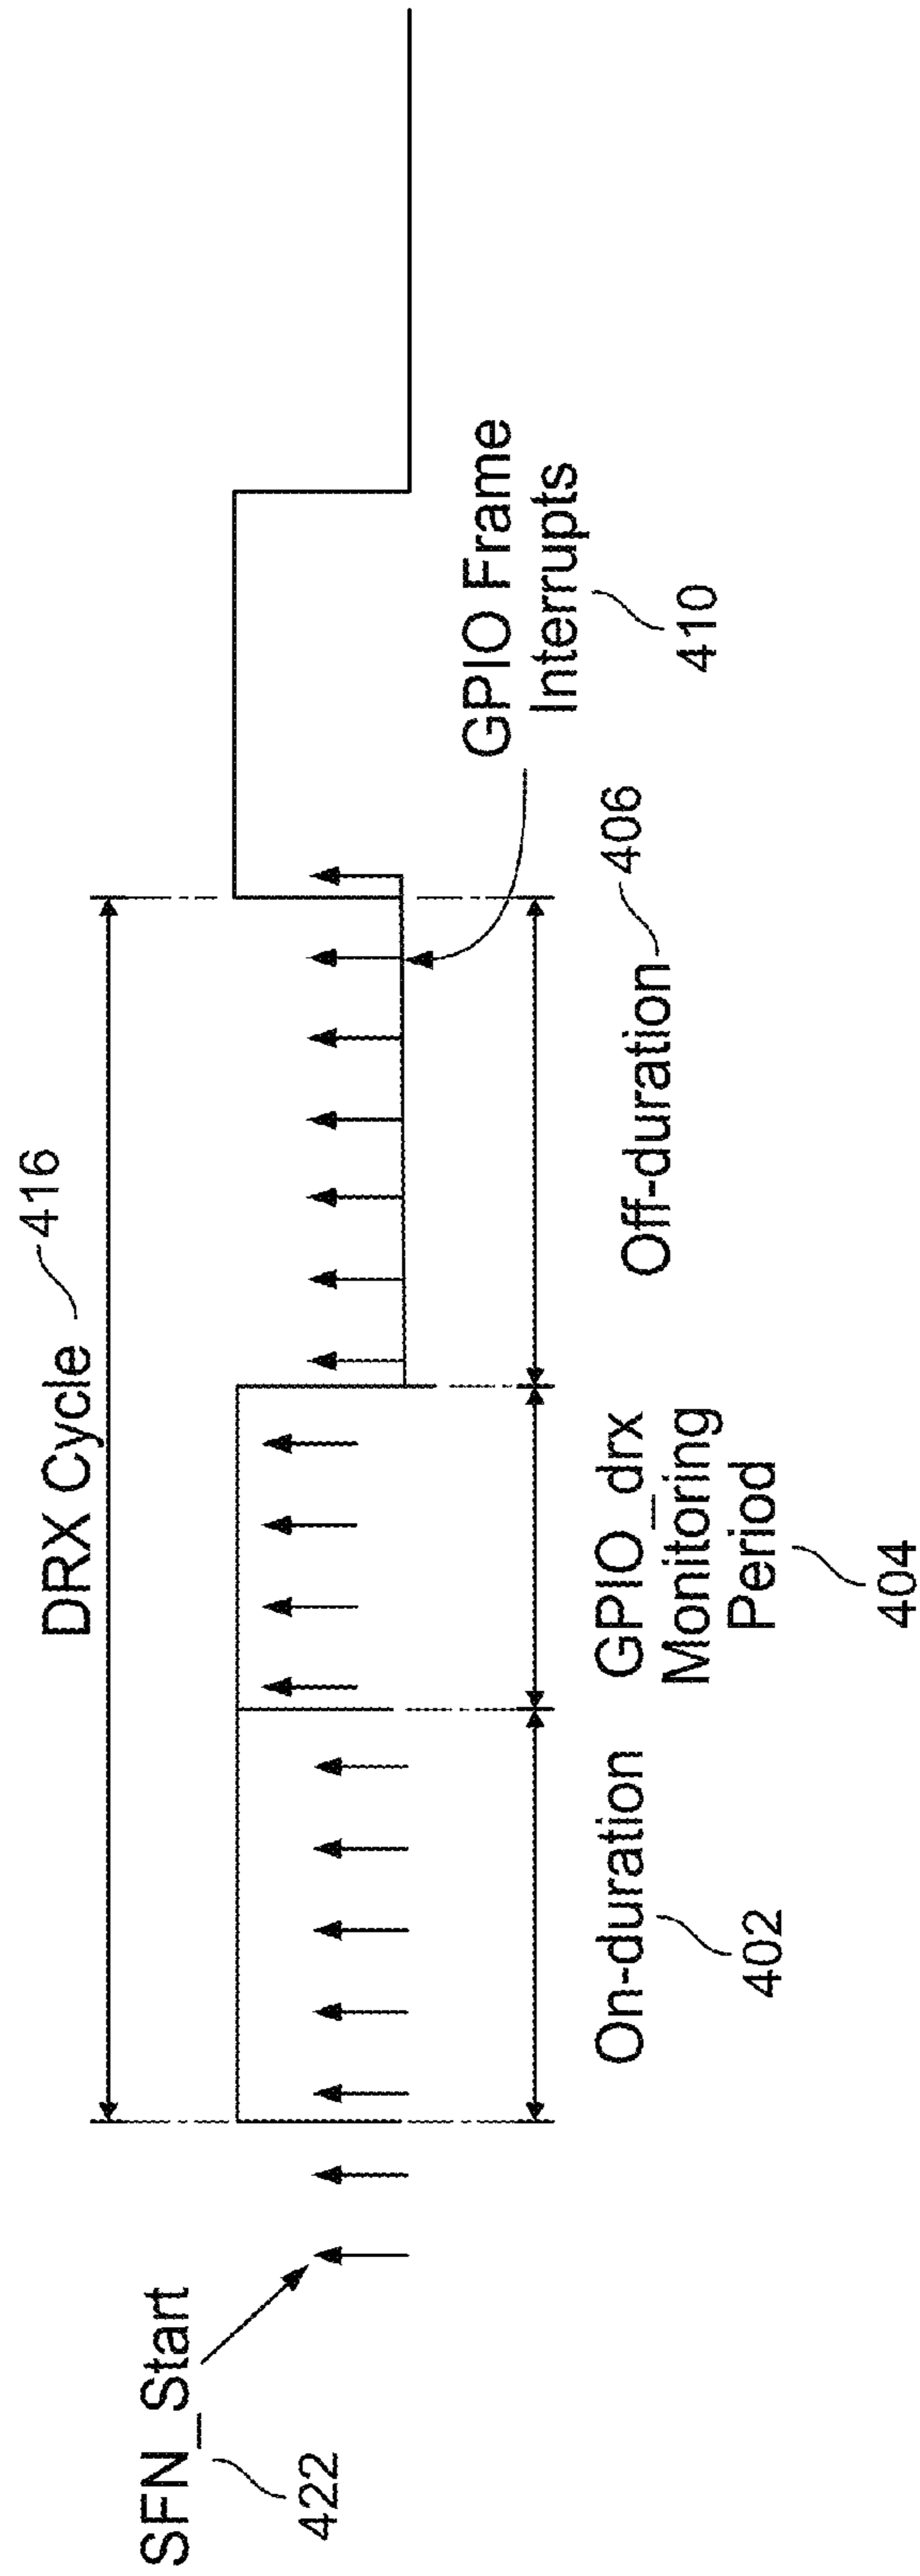 DRX Cycle
416
SFN_Start
422
GPIO Frame
Interrupts
410
On-duration
402
GPIO_drx
Monitoring
Period
404
Off-duration
406